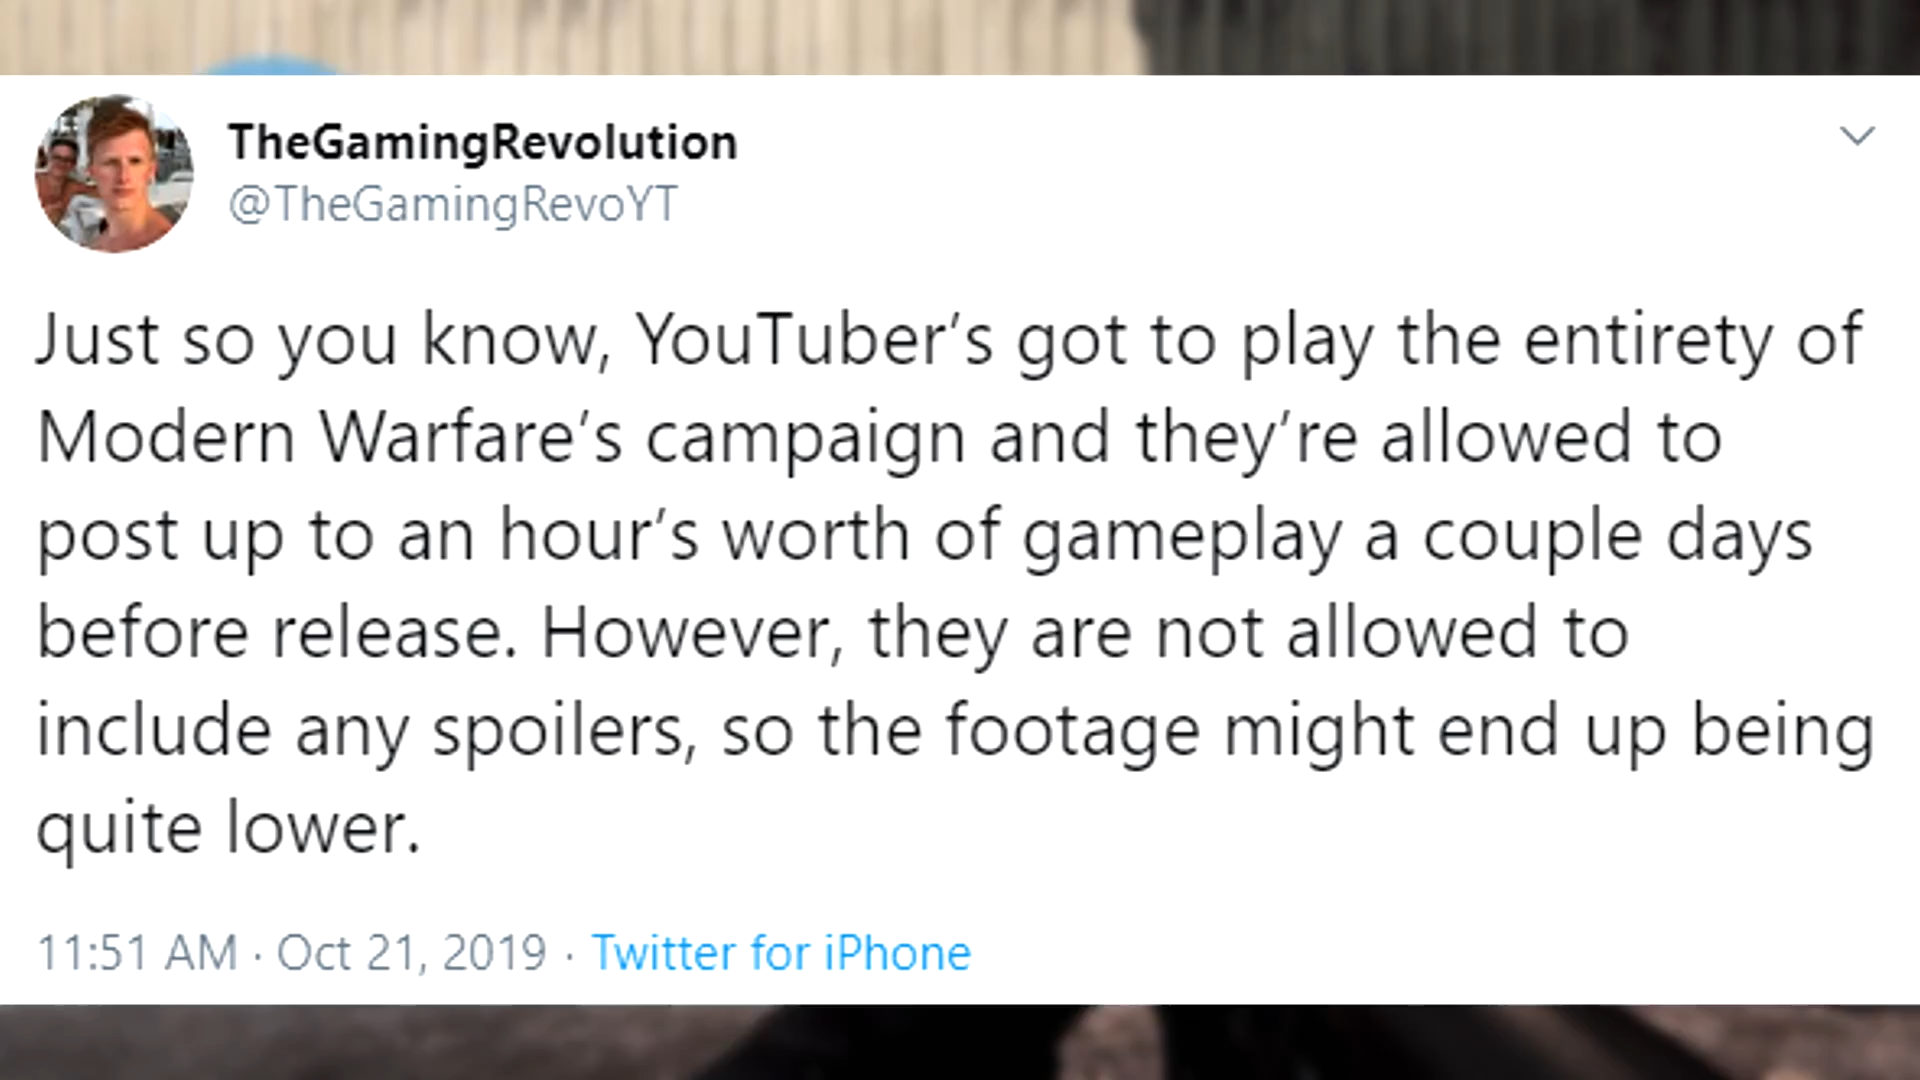 TheGamingRevolution
@TheGamingRevoYT
Just so you know, YouTuber’s got to play the entirety of
Modern Warfare’s campaign and they’re allowed to
post up to an hour’s worth of gameplay a couple days
before release. However, they are not allowed to
include any spoilers, so the footage might end up being
quite lower.
11:51 AM · Oct 21, 2019 · Twitter for iPhone